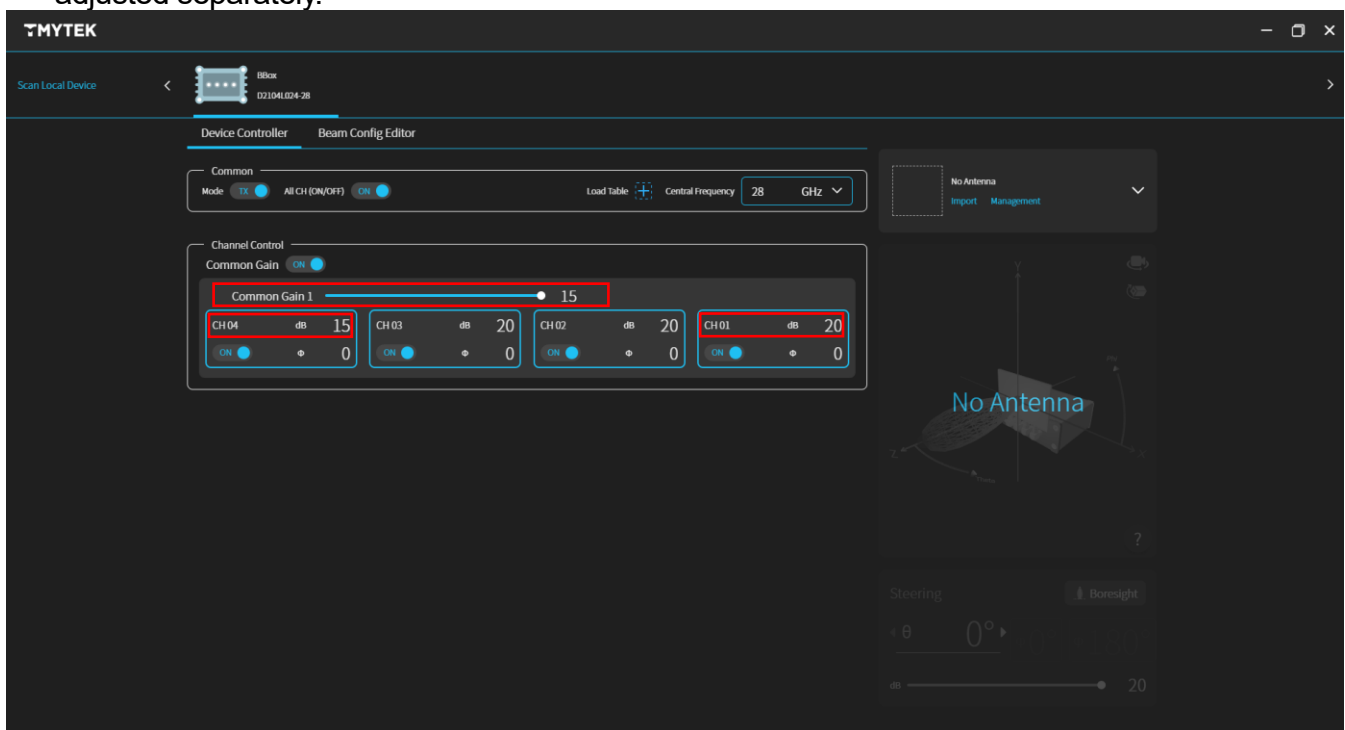 adjusted separately.
TMYTEK
Scan Local Device
BBox
D2104L024-28
Device Controller Beam Config Editor
Common
Mode TX All CH (ON/OFF) ON Load Table Central Frequency 28 GHz
No Antenna
Import Management
Channel Control
Common Gain ON
Common Gain 1 15
CH 04 dB 15 CH 03 dB 20 CH 02 dB 20 CH 01 dB 20
ON Φ 0 ON Φ 0 ON Φ 0 ON Φ 0
Y
No Antenna
Z
X
?
Steering Boresight
θ 0°
dB 20